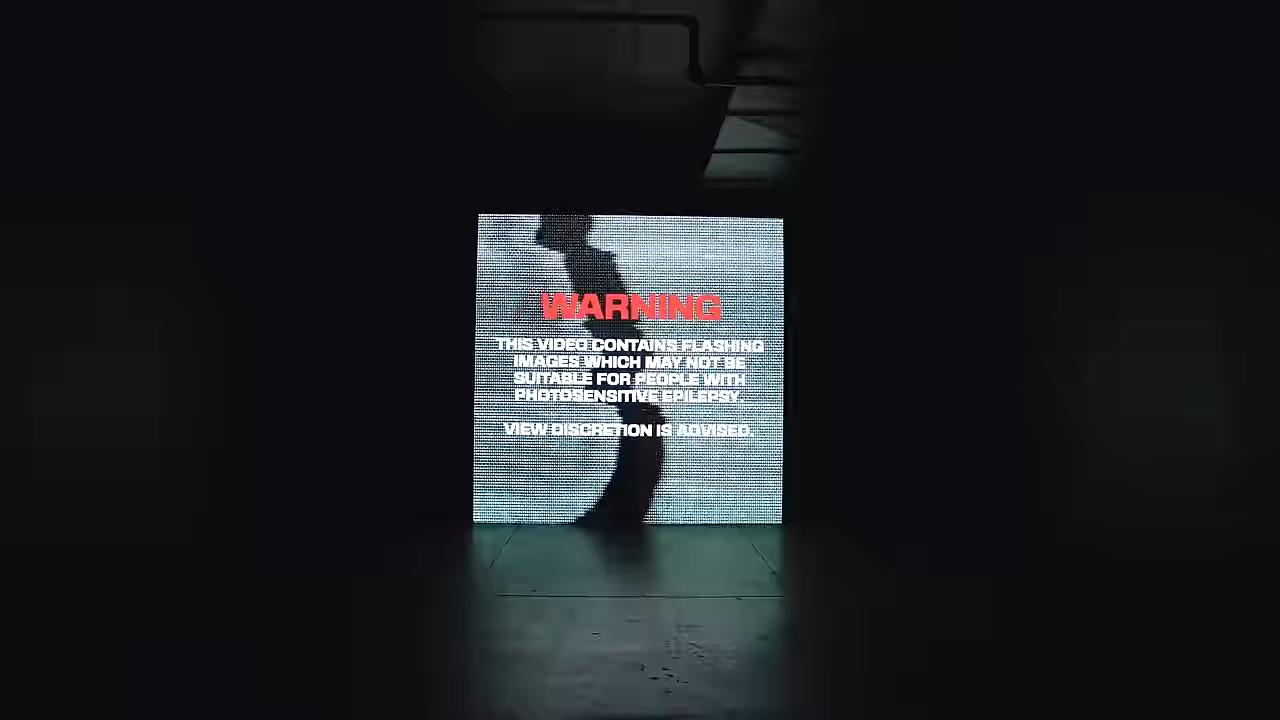 WARNING
THIS VIDEO CONTAINS FLASHING
IMAGES WHICH MAY NOT BE
SUITABLE FOR PEOPLE WITH
PHOTOSENSITIVE EPILEPSY.
VIEW DISCRETION IS ADVISED.